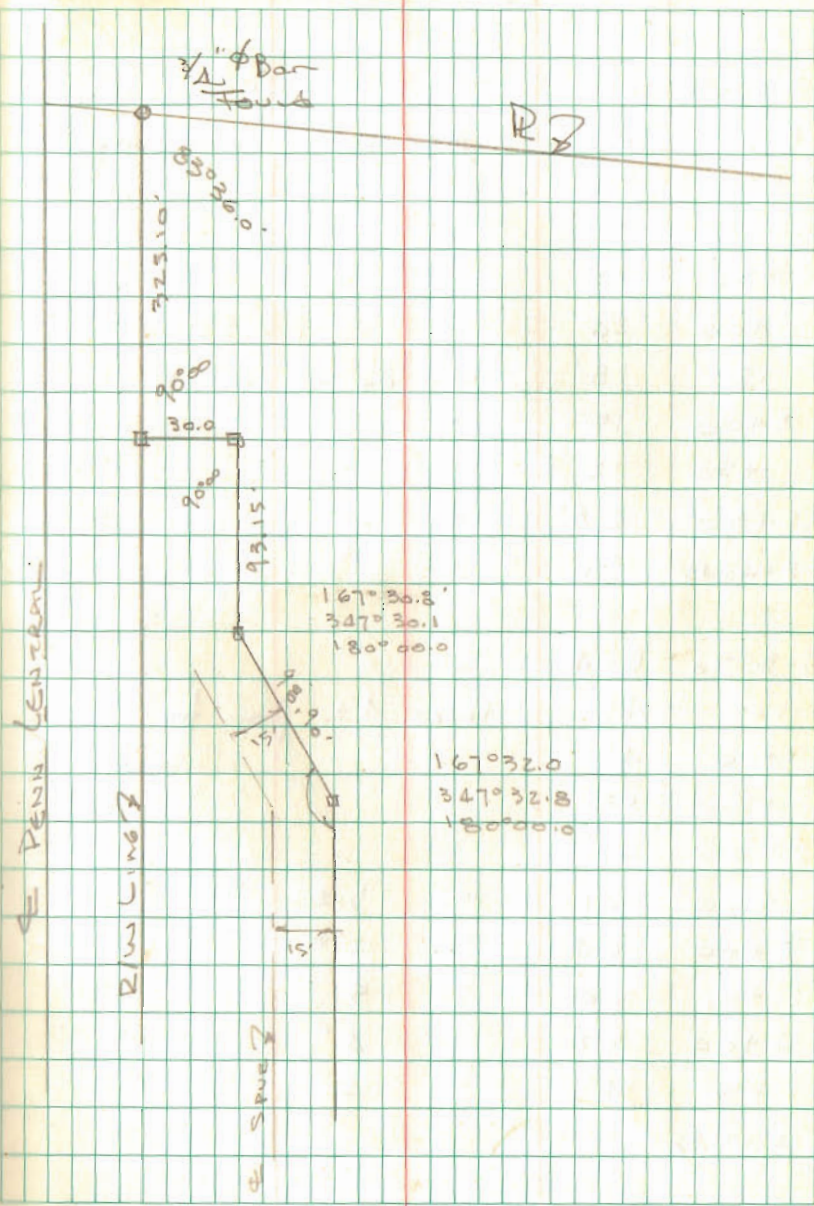 3/4" ϕ Bar
Found
83°36.0'
323.10'
90°00
30.0
90°00
93.15'
167°30.8'
347°30.1
180°00.0
15'
167°32.0
347°32.8
180°00.0
15'
℄ PENN CENTRAL
R/W LINE
℄ SPUR